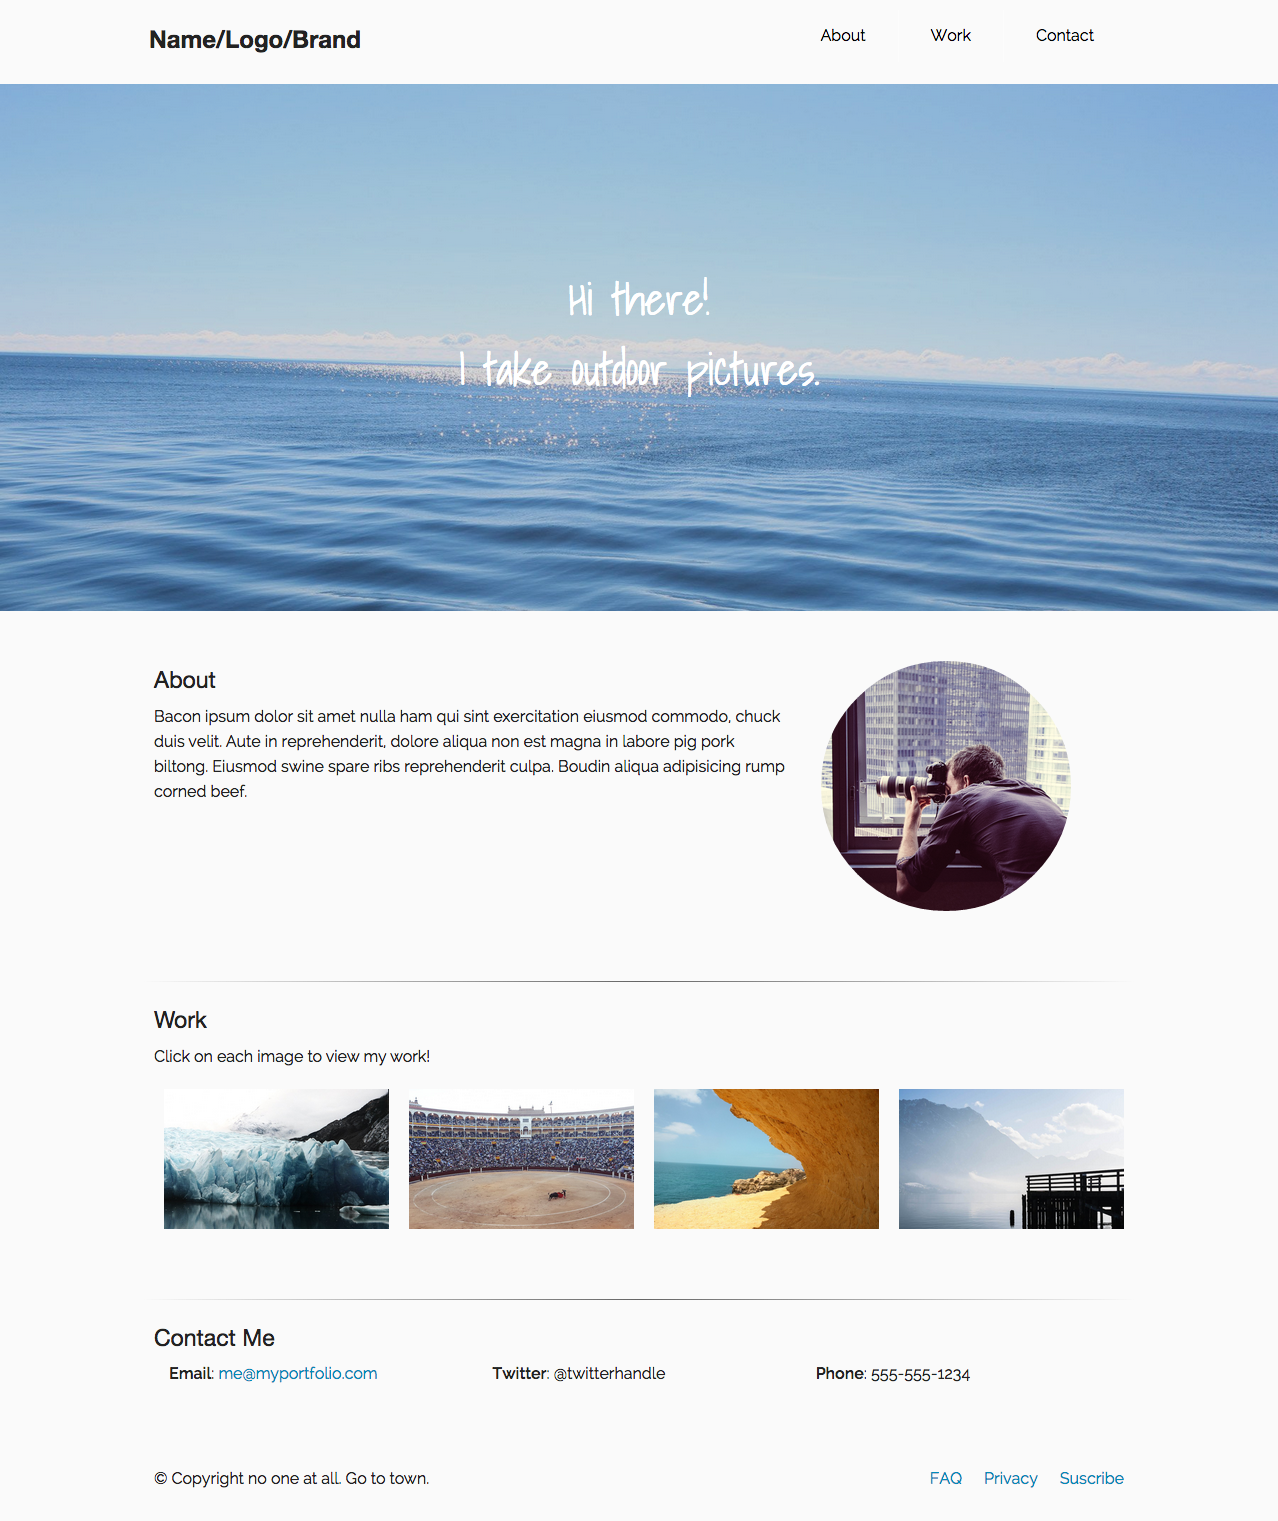 Name/Logo/Brand
About Work Contact
Hi there!
I take outdoor pictures.
About
Bacon ipsum dolor sit amet nulla ham qui sint exercitation eiusmod commodo, chuck
duis velit. Aute in reprehenderit, dolore aliqua non est magna in labore pig pork
biltong. Eiusmod swine spare ribs reprehenderit culpa. Boudin aliqua adipisicing rump
corned beef.
Work
Click on each image to view my work!
Contact Me
Email: me@myportfolio.com Twitter: @twitterhandle Phone: 555-555-1234
© Copyright no one at all. Go to town.
FAQ Privacy Suscribe